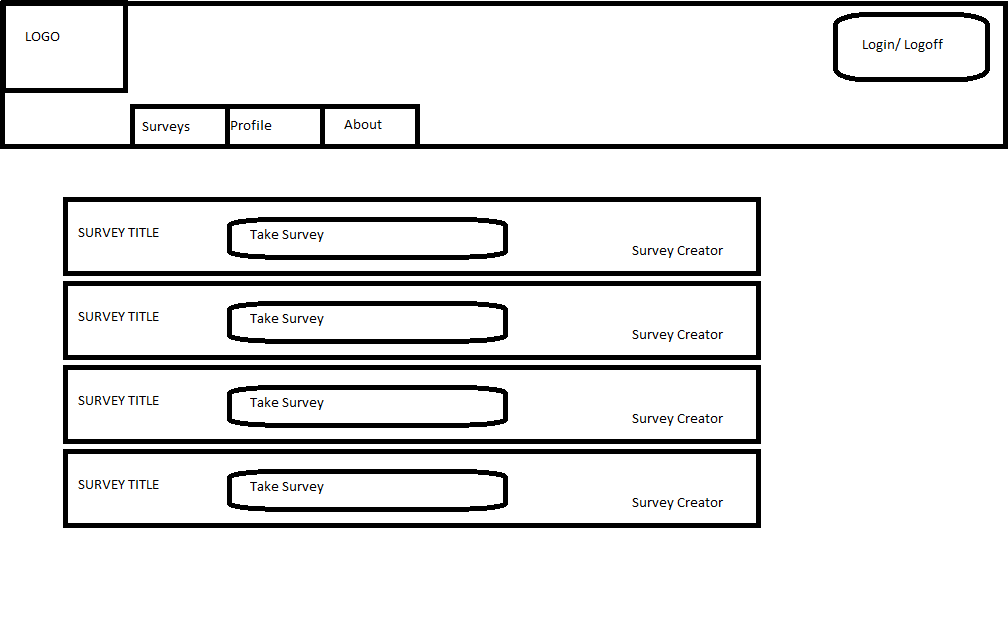 LOGO
Login/ Logoff
Surveys
Profile
About
SURVEY TITLE
Take Survey
Survey Creator
SURVEY TITLE
Take Survey
Survey Creator
SURVEY TITLE
Take Survey
Survey Creator
SURVEY TITLE
Take Survey
Survey Creator